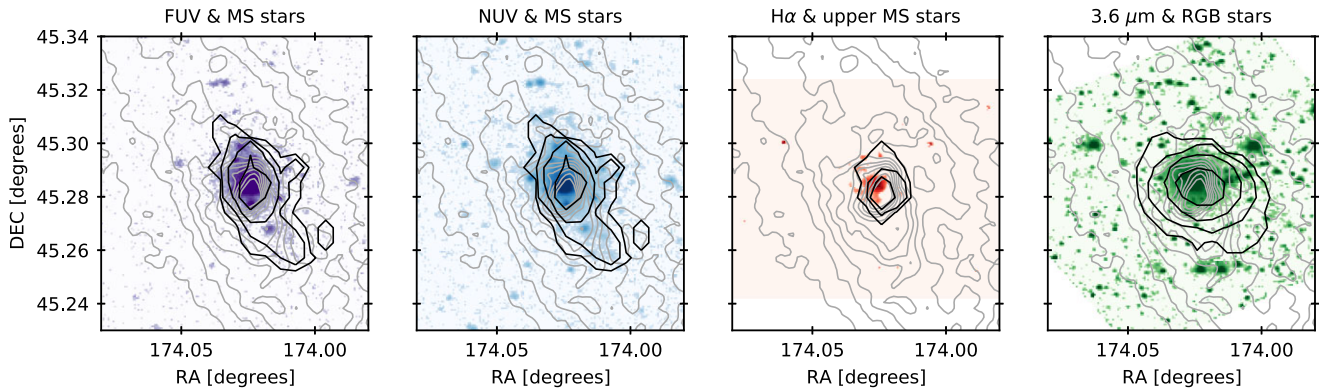 FUV & MS stars
NUV & MS stars
Hα & upper MS stars
3.6 μm & RGB stars
DEC [degrees]
45.34
45.32
45.30
45.28
45.26
45.24
174.05 174.00
174.05 174.00
174.05 174.00
174.05 174.00
RA [degrees]
RA [degrees]
RA [degrees]
RA [degrees]